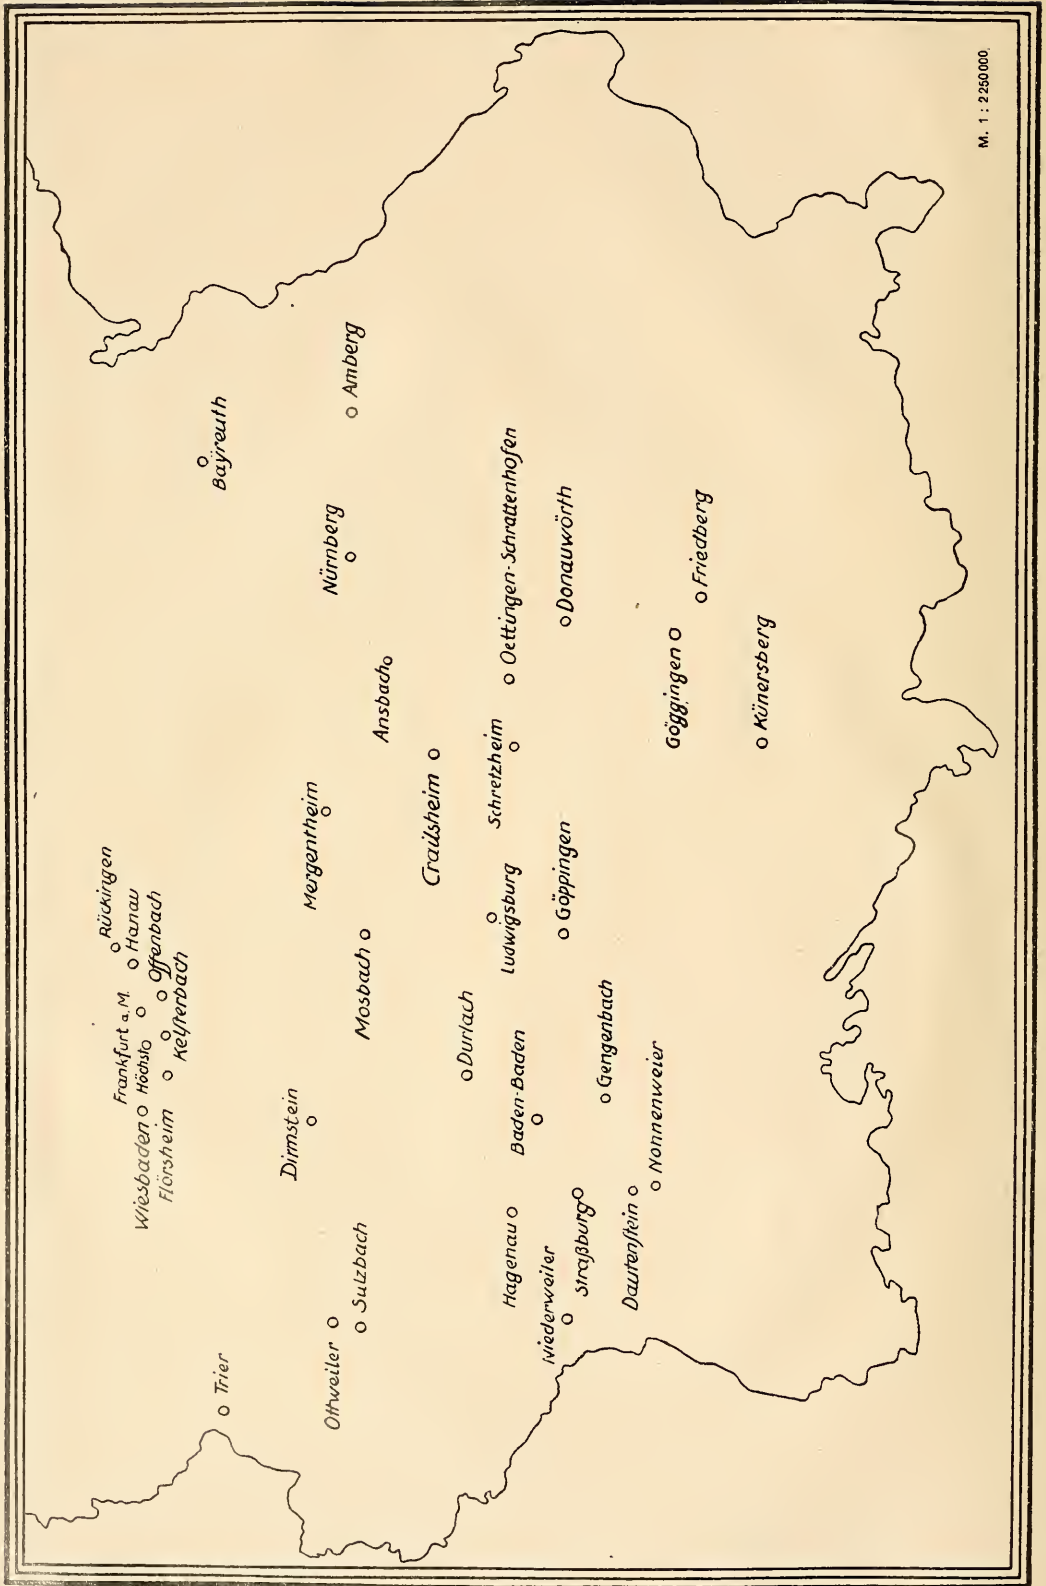 Rückingen
Hanau
Frankfurt a. M.
Offenbach
Höchst
Kelsterbach
Wiesbaden
Flörsheim
Trier
Bayreuth
Dirmstein
Mergentheim
Nürnberg
Amberg
Ottweiler
Sulzbach
Mosbach
Ansbach
Crailsheim
Durlach
Ludwigsburg
Schretzheim
Oettingen-Schrattenhofen
Hagenau
Baden-Baden
Göppingen
Donauwörth
Niederweiler
Straßburg
Gengenbach
Dautenstein
Nonnenweier
Göggingen
Friedberg
Künersberg
M. 1 : 2250000.